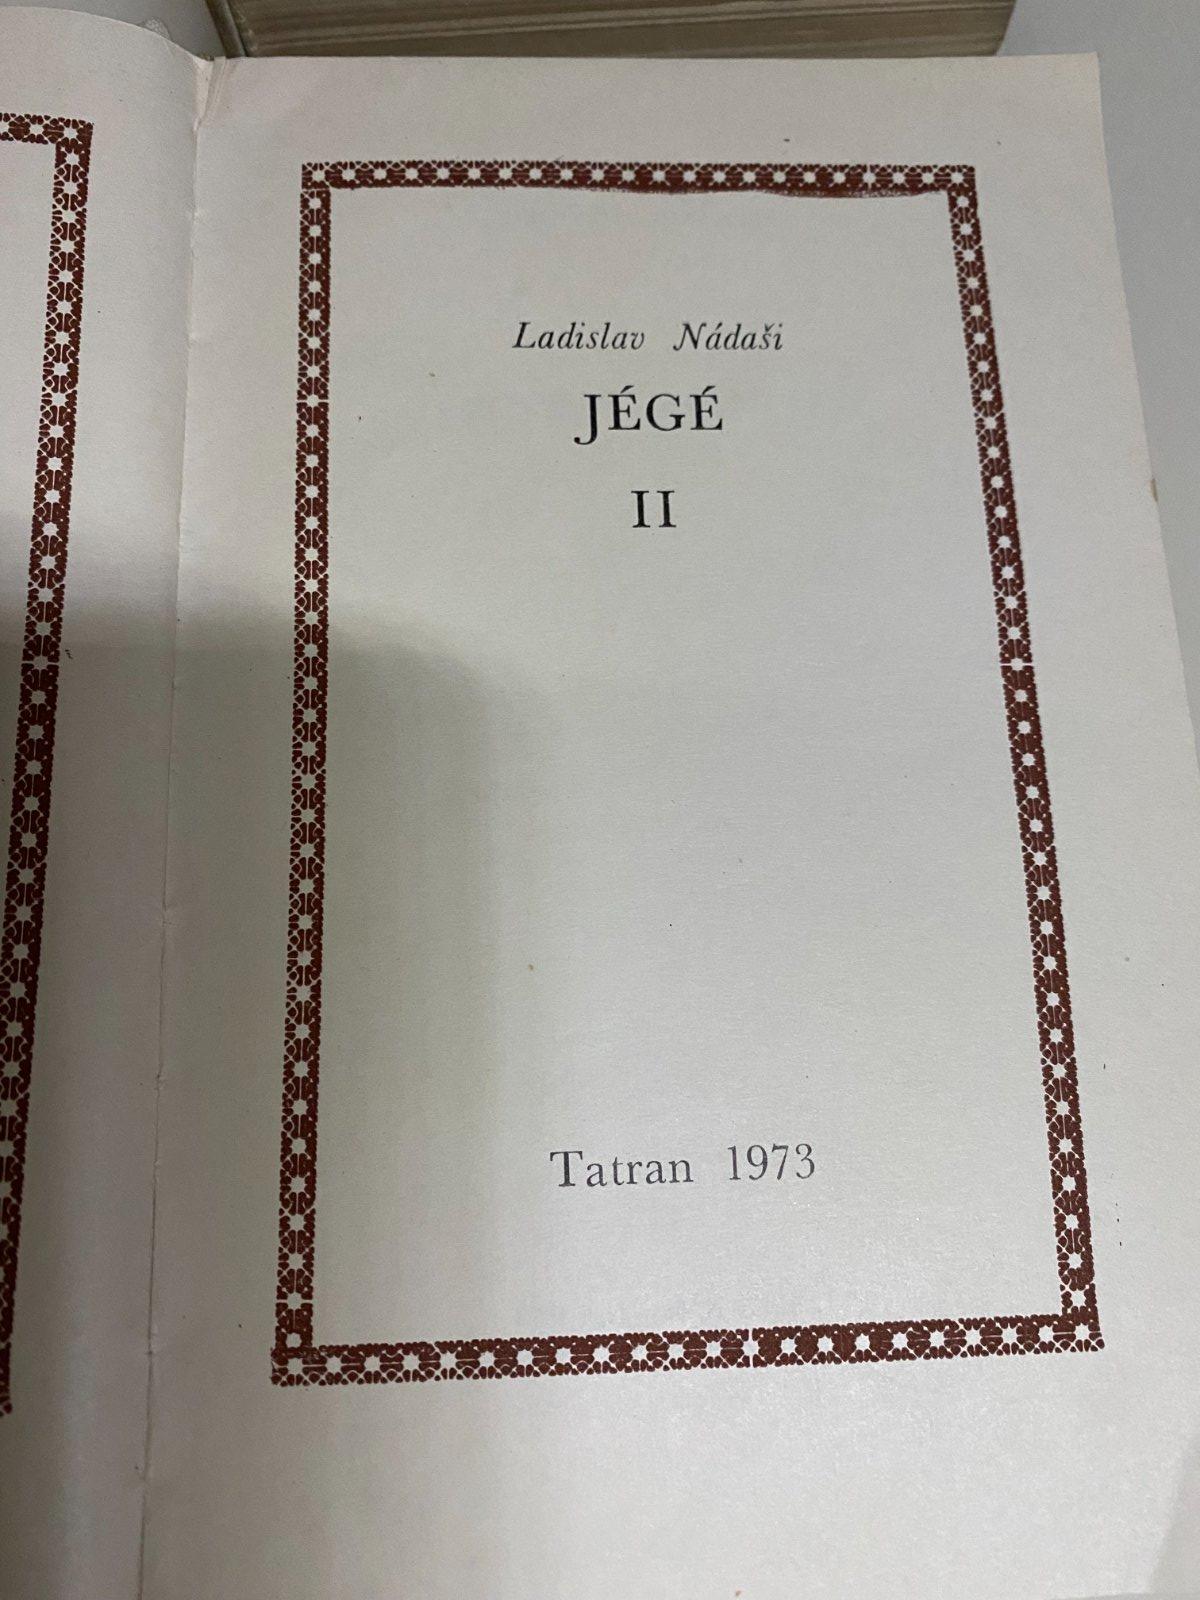 Ladislav Nádaši
JÉGÉ
II
Tatran 1973